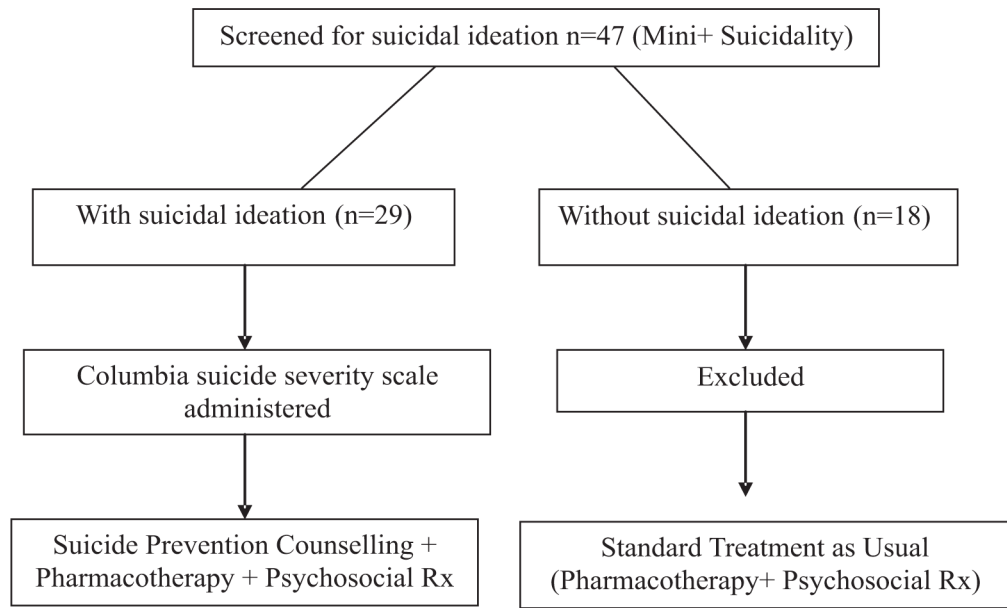 Screened for suicidal ideation n=47 (Mini+ Suicidality)
With suicidal ideation (n=29)
Without suicidal ideation (n=18)
Columbia suicide severity scale
administered
Excluded
Suicide Prevention Counselling +
Pharmacotherapy + Psychosocial Rx
Standard Treatment as Usual
(Pharmacotherapy+ Psychosocial Rx)